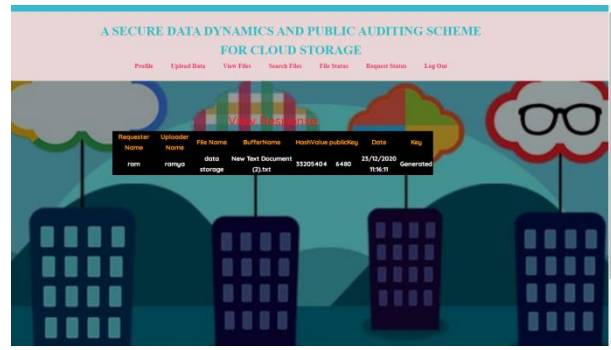 A SECURE DATA DYNAMICS AND PUBLIC AUDITING SCHEME
FOR CLOUD STORAGE
Profile Upload Data View Files Search Files File Status Request Status Log Out
View Response
Requester Name Uploader Name File Name BufferName HashValue publicKey Date Key
ram ramya data storage New Text Document (2).txt 33205404 6480 23/12/2020 11:16:11 Generated